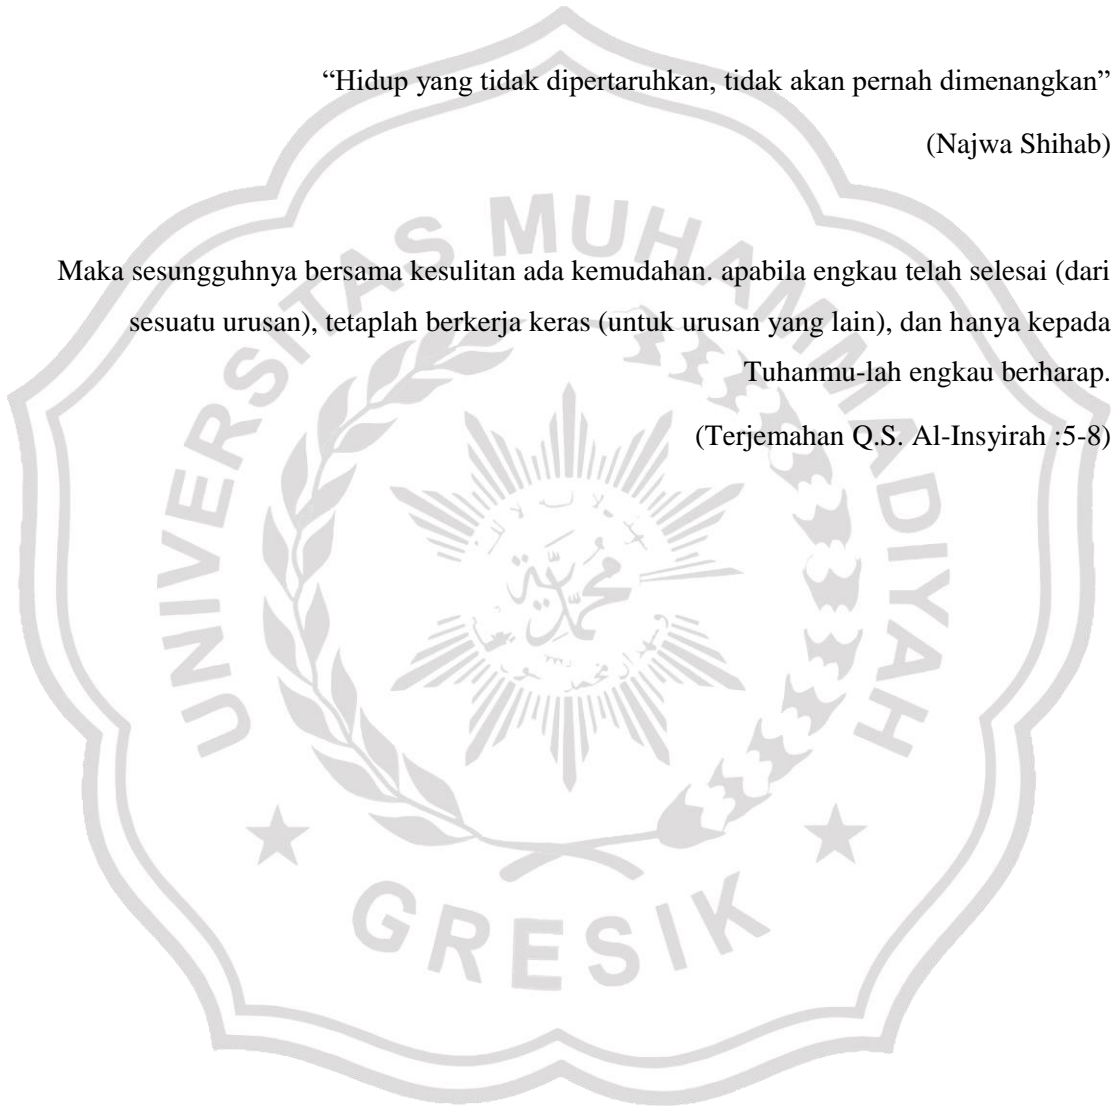 “Hidup yang tidak dipertaruhkan, tidak akan pernah dimenangkan”
(Najwa Shihab)
Maka sesungguhnya bersama kesulitan ada kemudahan. apabila engkau telah selesai (dari
sesuatu urusan), tetaplah berkerja keras (untuk urusan yang lain), dan hanya kepada
Tuhanmu-lah engkau berharap.
(Terjemahan Q.S. Al-Insyirah :5-8)
UNIVERSITAS MUHAMMADIYAH
GRESIK
محمدية